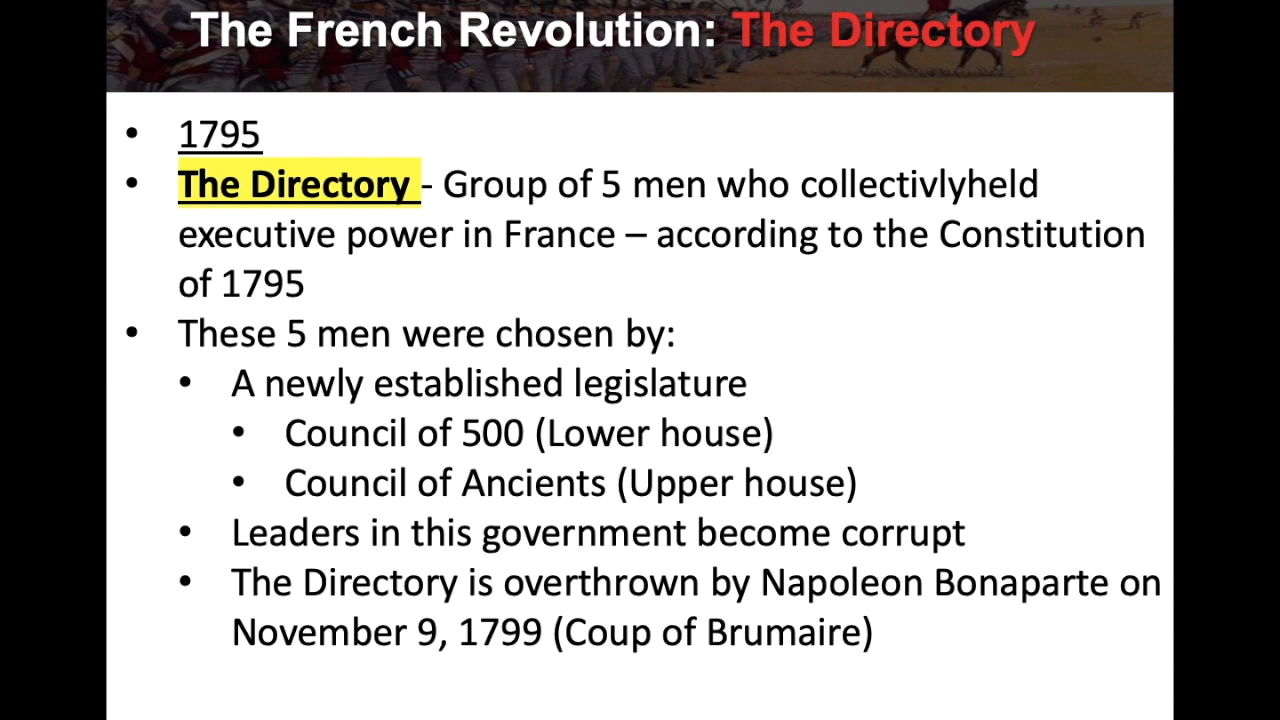 The French Revolution: The Directory
• 1795
• The Directory - Group of 5 men who collectivlyheld
executive power in France – according to the Constitution
of 1795
• These 5 men were chosen by:
• A newly established legislature
• Council of 500 (Lower house)
• Council of Ancients (Upper house)
• Leaders in this government become corrupt
• The Directory is overthrown by Napoleon Bonaparte on
November 9, 1799 (Coup of Brumaire)